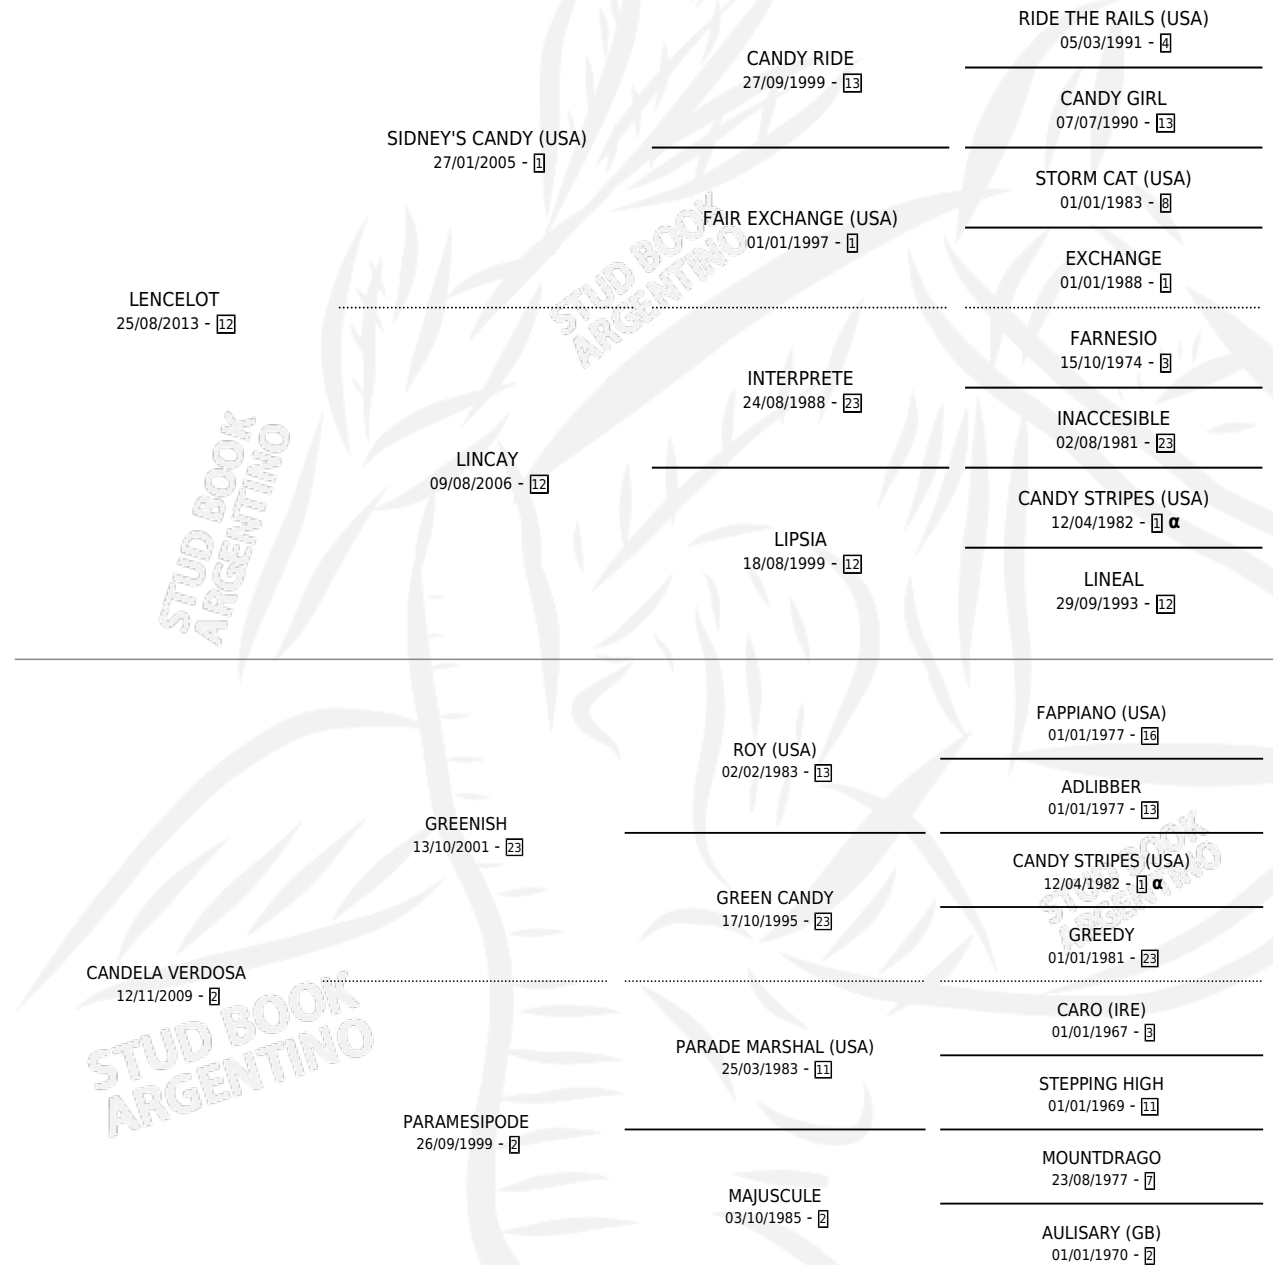 RIDE THE RAILS (USA)
05/03/1991 - 4
CANDY RIDE
27/09/1999 - 13
CANDY GIRL
07/07/1990 - 13
SIDNEY'S CANDY (USA)
27/01/2005 - 1
STORM CAT (USA)
01/01/1983 - 8
FAIR EXCHANGE (USA)
01/01/1997 - 1
EXCHANGE
01/01/1988 - 1
LENCELOT
25/08/2013 - 12
FARNESIO
15/10/1974 - 3
INTERPRETE
24/08/1988 - 23
INACCESIBLE
02/08/1981 - 23
LINCAY
09/08/2006 - 12
CANDY STRIPES (USA)
12/04/1982 - 1 α
LIPSIA
18/08/1999 - 12
LINEAL
29/09/1993 - 12
STUD BOOK
ARGENTINO
STUD BOOK
ARGENTINO
FAPPIANO (USA)
01/01/1977 - 16
ROY (USA)
02/02/1983 - 13
ADLIBBER
01/01/1977 - 13
GREENISH
13/10/2001 - 23
CANDY STRIPES (USA)
12/04/1982 - 1 α
GREEN CANDY
17/10/1995 - 23
GREEDY
01/01/1981 - 23
CANDELA VERDOSA
12/11/2009 - 2
CARO (IRE)
01/01/1967 - 3
PARADE MARSHAL (USA)
25/03/1983 - 11
STEPPING HIGH
01/01/1969 - 11
PARAMESIPODE
26/09/1999 - 2
MOUNTDRAGO
23/08/1977 - 7
MAJUSCULE
03/10/1985 - 2
AULISARY (GB)
01/01/1970 - 2
STUD BOOK
ARGENTINO
STUD BOOK
ARGENTINO